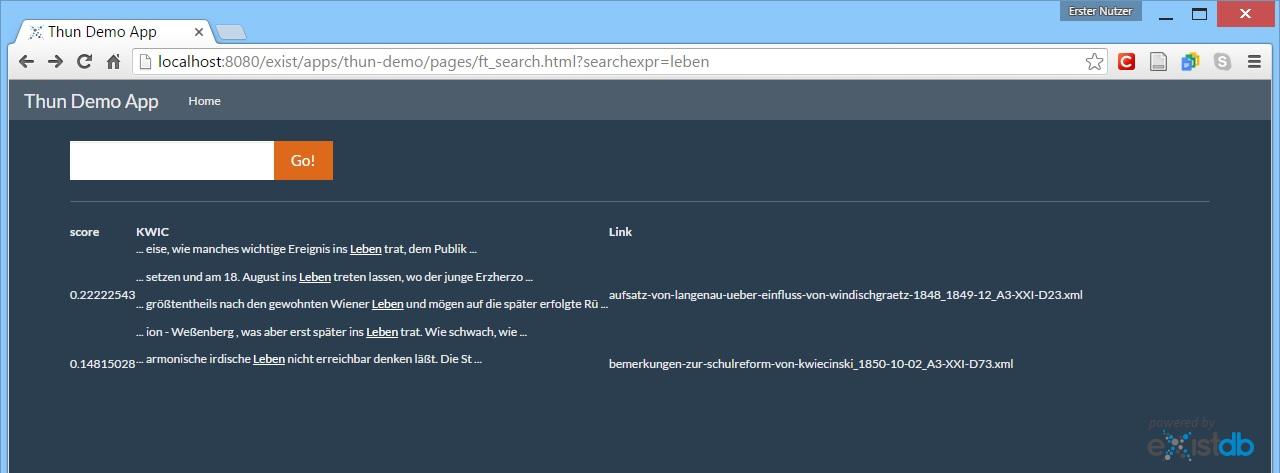 Erster Nutzer
Thun Demo App
localhost:8080/exist/apps/thun-demo/pages/ft_search.html?searchexpr=leben
Thun Demo App Home
Go!
score KWIC Link
... eise, wie manches wichtige Ereignis ins Leben trat, dem Publik ...
... setzen und am 18. August ins Leben treten lassen, wo der junge Erzherzo ...
0.22222543 aufsatz-von-langenau-ueber-einfluss-von-windischgraetz-1848_1849-12_A3-XXI-D23.xml
... größtentheils nach den gewohnten Wiener Leben und mögen auf die später erfolgte Rü ...
... ion - Weßenberg , was aber erst später ins Leben trat. Wie schwach, wie ...
0.14815028 ... armonische irdische Leben nicht erreichbar denken läßt. Die St ... bemerkungen-zur-schulreform-von-kwiecinski_1850-10-02_A3-XXI-D73.xml
powered by
eXistdb